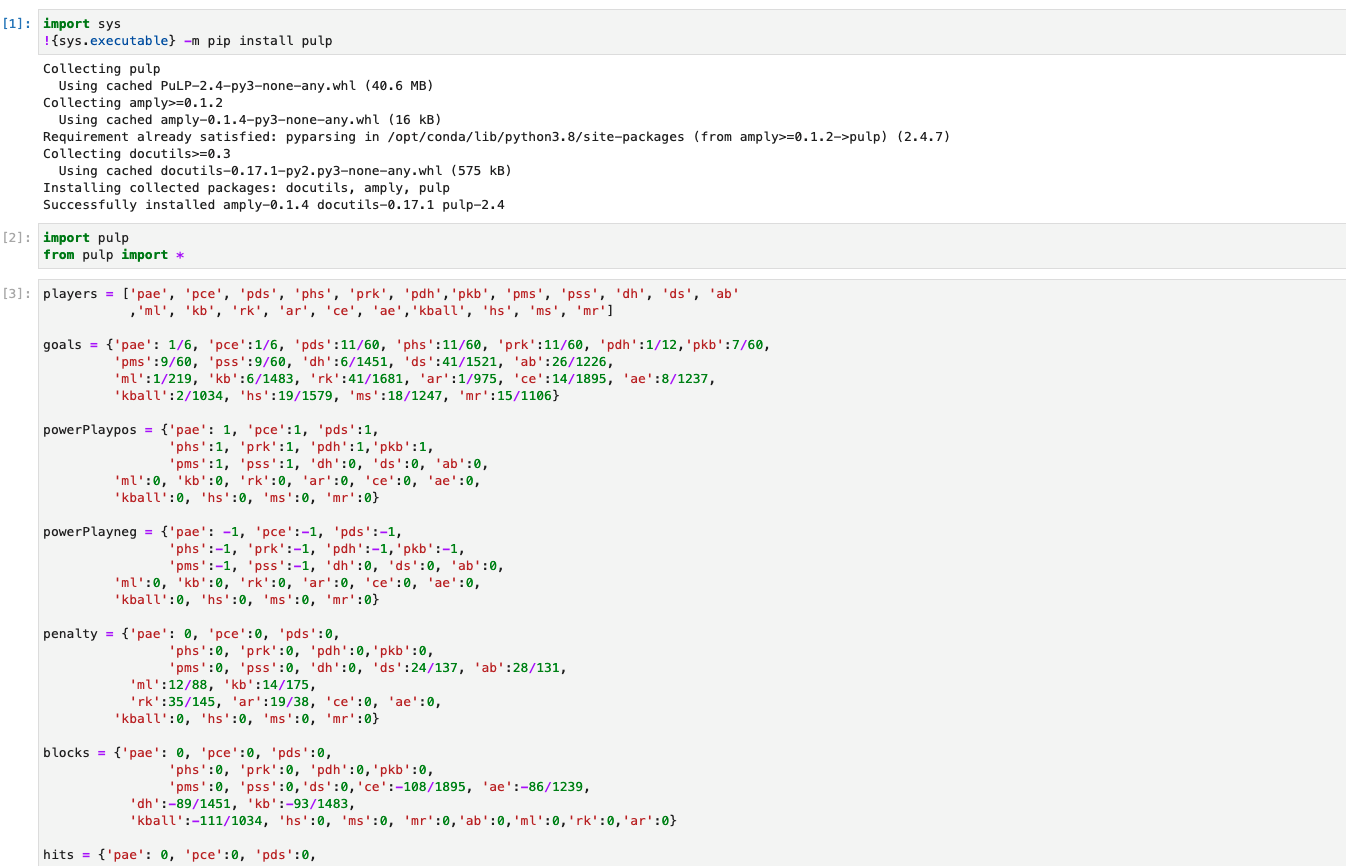 [1]: import sys
!{sys.executable} -m pip install pulp
Collecting pulp
  Using cached PuLP-2.4-py3-none-any.whl (40.6 MB)
Collecting amply>=0.1.2
  Using cached amply-0.1.4-py3-none-any.whl (16 kB)
Requirement already satisfied: pyparsing in /opt/conda/lib/python3.8/site-packages (from amply>=0.1.2->pulp) (2.4.7)
Collecting docutils>=0.3
  Using cached docutils-0.17.1-py2.py3-none-any.whl (575 kB)
Installing collected packages: docutils, amply, pulp
Successfully installed amply-0.1.4 docutils-0.17.1 pulp-2.4
[2]: import pulp
from pulp import *
[3]: players = ['pae', 'pce', 'pds', 'phs', 'prk', 'pdh','pkb', 'pms', 'pss', 'dh', 'ds', 'ab'
           ,'ml', 'kb', 'rk', 'ar', 'ce', 'ae','kball', 'hs', 'ms', 'mr']
goals = {'pae': 1/6, 'pce':1/6, 'pds':11/60, 'phs':11/60, 'prk':11/60, 'pdh':1/12,'pkb':7/60,
         'pms':9/60, 'pss':9/60, 'dh':6/1451, 'ds':41/1521, 'ab':26/1226,
         'ml':1/219, 'kb':6/1483, 'rk':41/1681, 'ar':1/975, 'ce':14/1895, 'ae':8/1237,
         'kball':2/1034, 'hs':19/1579, 'ms':18/1247, 'mr':15/1106}
powerPlaypos = {'pae': 1, 'pce':1, 'pds':1,
                'phs':1, 'prk':1, 'pdh':1,'pkb':1,
                'pms':1, 'pss':1, 'dh':0, 'ds':0, 'ab':0,
         'ml':0, 'kb':0, 'rk':0, 'ar':0, 'ce':0, 'ae':0,
         'kball':0, 'hs':0, 'ms':0, 'mr':0}
powerPlayneg = {'pae': -1, 'pce':-1, 'pds':-1,
                'phs':-1, 'prk':-1, 'pdh':-1,'pkb':-1,
                'pms':-1, 'pss':-1, 'dh':0, 'ds':0, 'ab':0,
         'ml':0, 'kb':0, 'rk':0, 'ar':0, 'ce':0, 'ae':0,
         'kball':0, 'hs':0, 'ms':0, 'mr':0}
penalty = {'pae': 0, 'pce':0, 'pds':0,
                'phs':0, 'prk':0, 'pdh':0,'pkb':0,
                'pms':0, 'pss':0, 'dh':0, 'ds':24/137, 'ab':28/131,
           'ml':12/88, 'kb':14/175,
           'rk':35/145, 'ar':19/38, 'ce':0, 'ae':0,
         'kball':0, 'hs':0, 'ms':0, 'mr':0}
blocks = {'pae': 0, 'pce':0, 'pds':0,
                'phs':0, 'prk':0, 'pdh':0,'pkb':0,
                'pms':0, 'pss':0,'ds':0,'ce':-108/1895, 'ae':-86/1239,
           'dh':-89/1451, 'kb':-93/1483,
           'kball':-111/1034, 'hs':0, 'ms':0, 'mr':0,'ab':0,'ml':0,'rk':0,'ar':0}
hits = {'pae': 0, 'pce':0, 'pds':0,